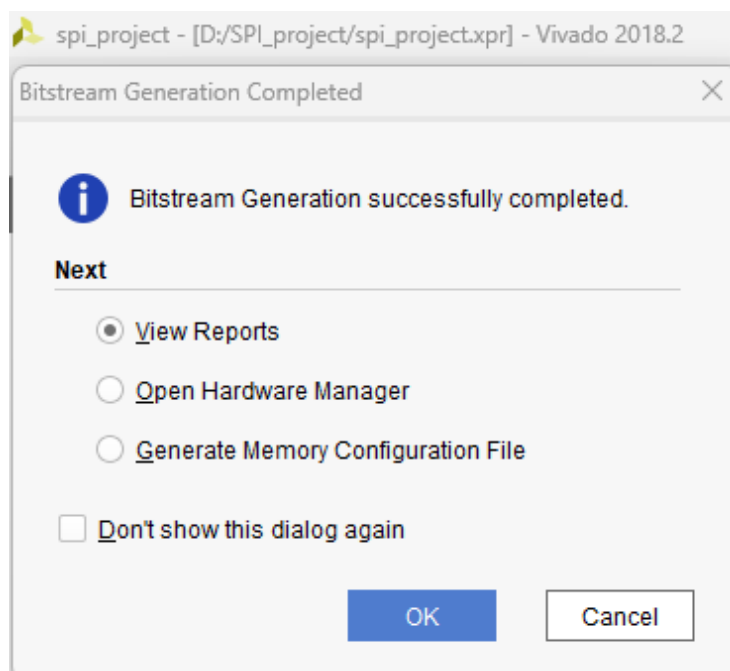 spi_project - [D:/SPI_project/spi_project.xpr] - Vivado 2018.2
Bitstream Generation Completed
Bitstream Generation successfully completed.
Next
View Reports
Open Hardware Manager
Generate Memory Configuration File
Don't show this dialog again
OK Cancel